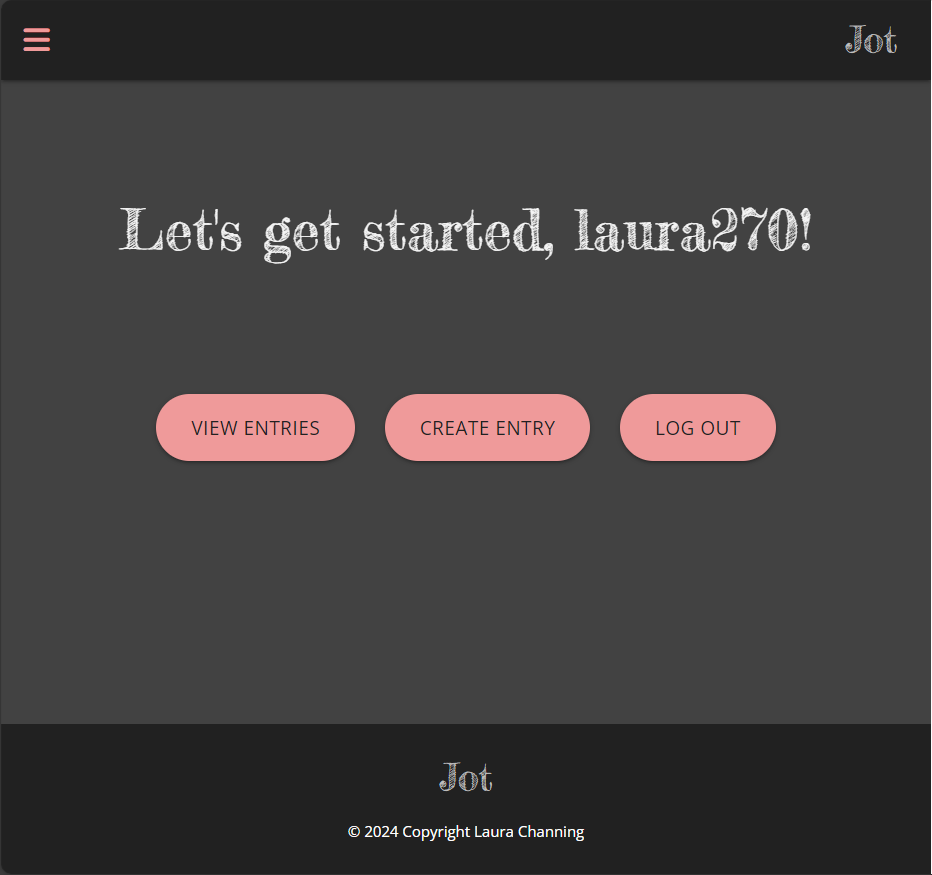 Jot
Let's get started, laura270!
VIEW ENTRIES
CREATE ENTRY
LOG OUT
Jot
© 2024 Copyright Laura Channing